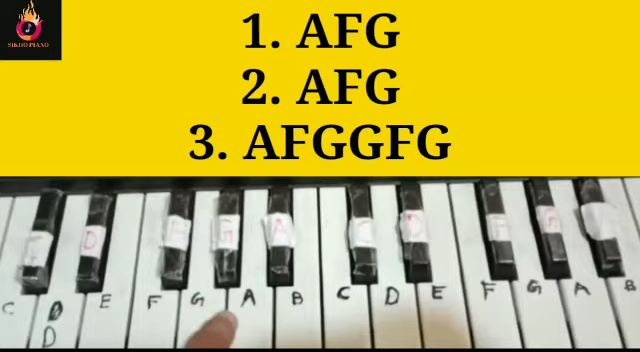 SIKHO PIANO
1. AFG
2. AFG
3. AFGGFG
D F G A D F G
C D E F G A B C D E F G A B
D